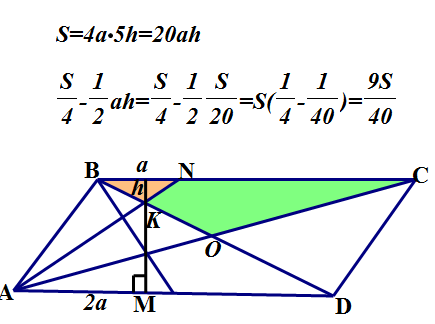 S=4a•5h=20ah
S/4-1/2 ah=S/4-1/2 S/20=S(1/4-1/40)=9S/40
B a N C
h
K
O
A 2a M D